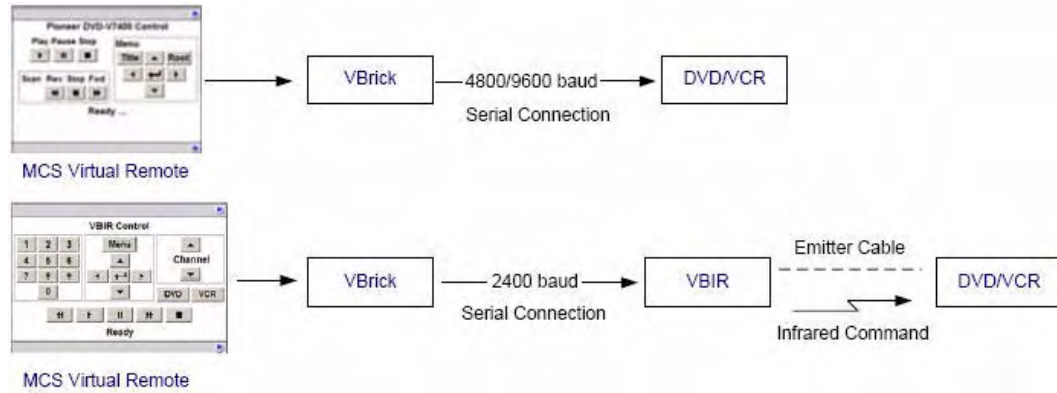 Pioneer DVD-V7400 Control
Play Pause Stop
Menu
Title
Root
Scan Rev Stop Fwd
Ready ...
MCS Virtual Remote
VBrick
4800/9600 baud
Serial Connection
DVD/VCR
VBIR Control
1 2 3
4 5 6
7 8 9
0
Menu
Channel
DVD VCR
Ready
MCS Virtual Remote
VBrick
2400 baud
Serial Connection
VBIR
Emitter Cable
Infrared Command
DVD/VCR